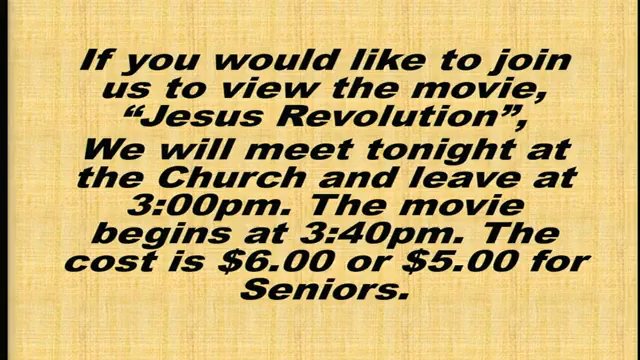 If you would like to join
us to view the movie,
“Jesus Revolution”,
We will meet tonight at
the Church and leave at
3:00pm. The movie
begins at 3:40pm. The
cost is $6.00 or $5.00 for
Seniors.